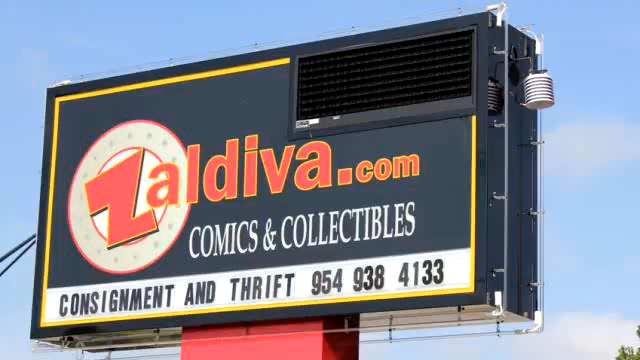 Zaldiva.com
COMICS & COLLECTIBLES
CONSIGNMENT AND THRIFT 954 938 4133